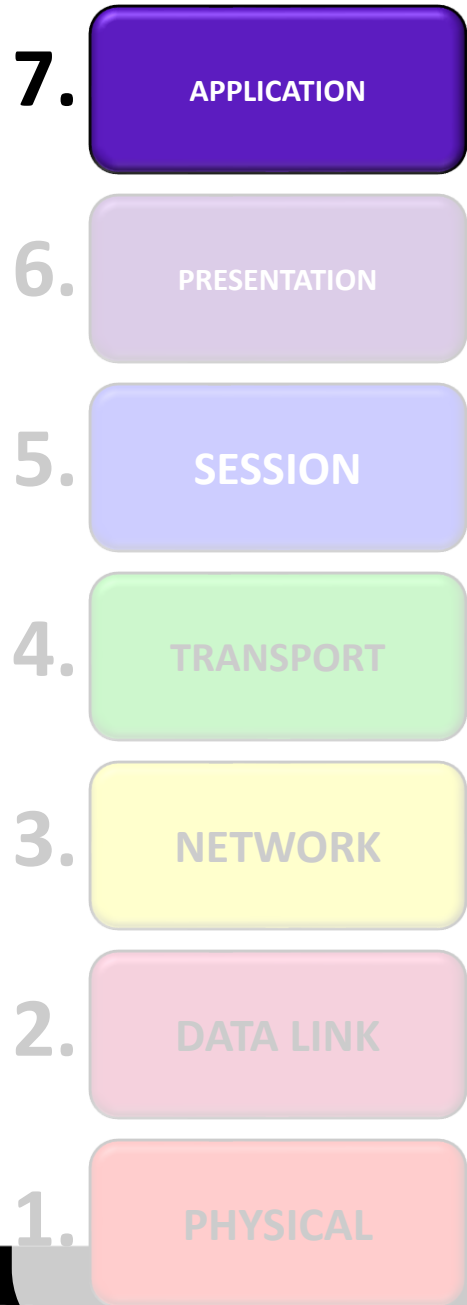 7. APPLICATION
6. PRESENTATION
5. SESSION
4. TRANSPORT
3. NETWORK
2. DATA LINK
1. PHYSICAL